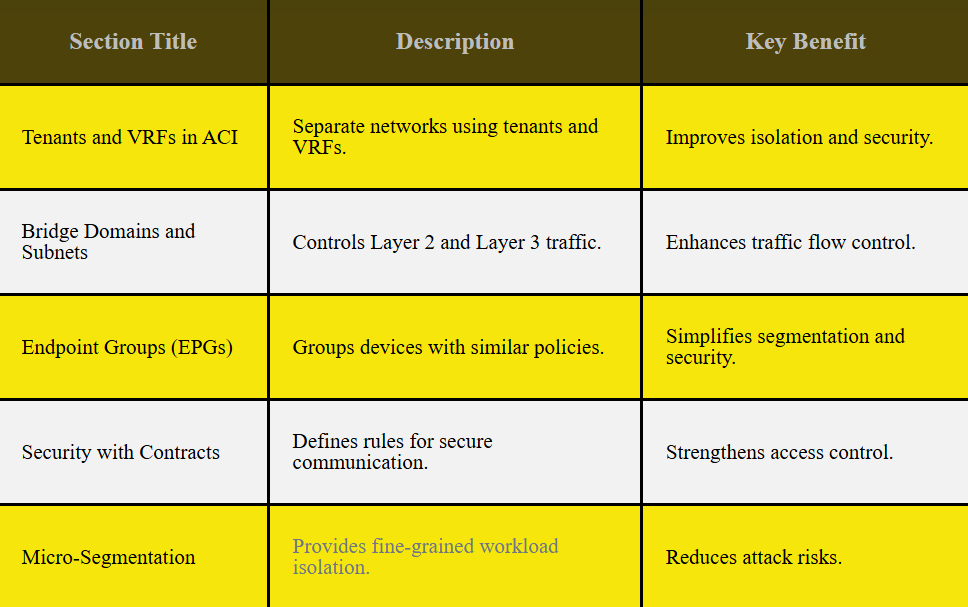 Section Title
Description
Key Benefit
Tenants and VRFs in ACI
Separate networks using tenants and
VRFs.
Improves isolation and security.
Bridge Domains and
Subnets
Controls Layer 2 and Layer 3 traffic.
Enhances traffic flow control.
Endpoint Groups (EPGs)
Groups devices with similar policies.
Simplifies segmentation and
security.
Security with Contracts
Defines rules for secure
communication.
Strengthens access control.
Micro-Segmentation
Provides fine-grained workload
isolation.
Reduces attack risks.